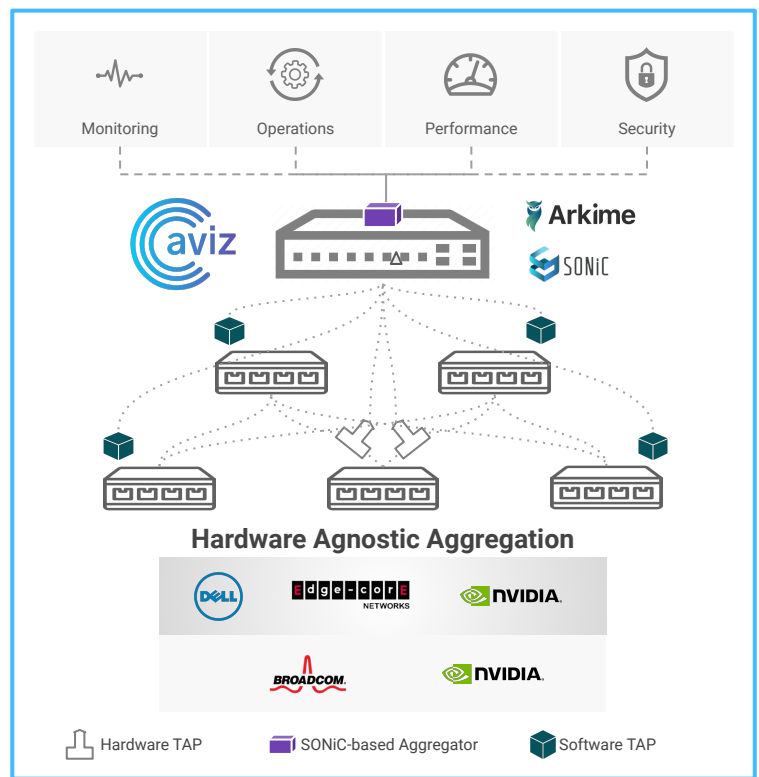 Monitoring
Operations
Performance
Security
aviz
Arkime
SONiC
Hardware Agnostic Aggregation
DELL
Edge-corE
NETWORKS
NVIDIA.
BROADCOM.
NVIDIA.
Hardware TAP
SONiC-based Aggregator
Software TAP